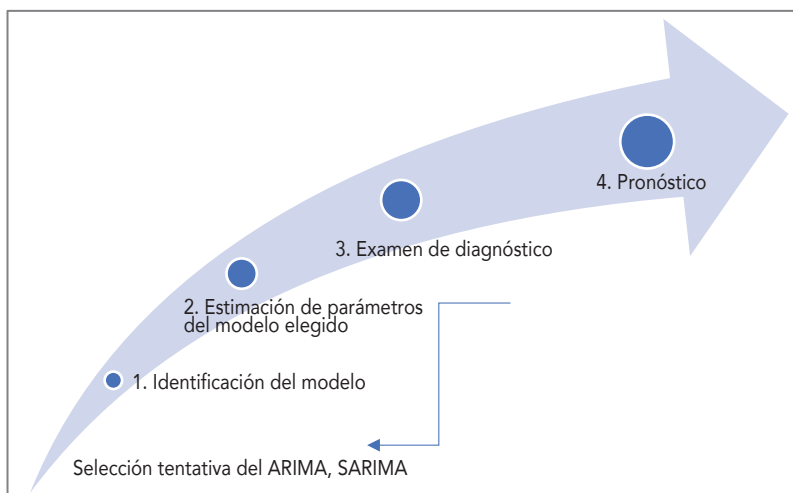 4. Pronóstico
3. Examen de diagnóstico
2. Estimación de parámetros
del modelo elegido
1. Identificación del modelo
Selección tentativa del ARIMA, SARIMA